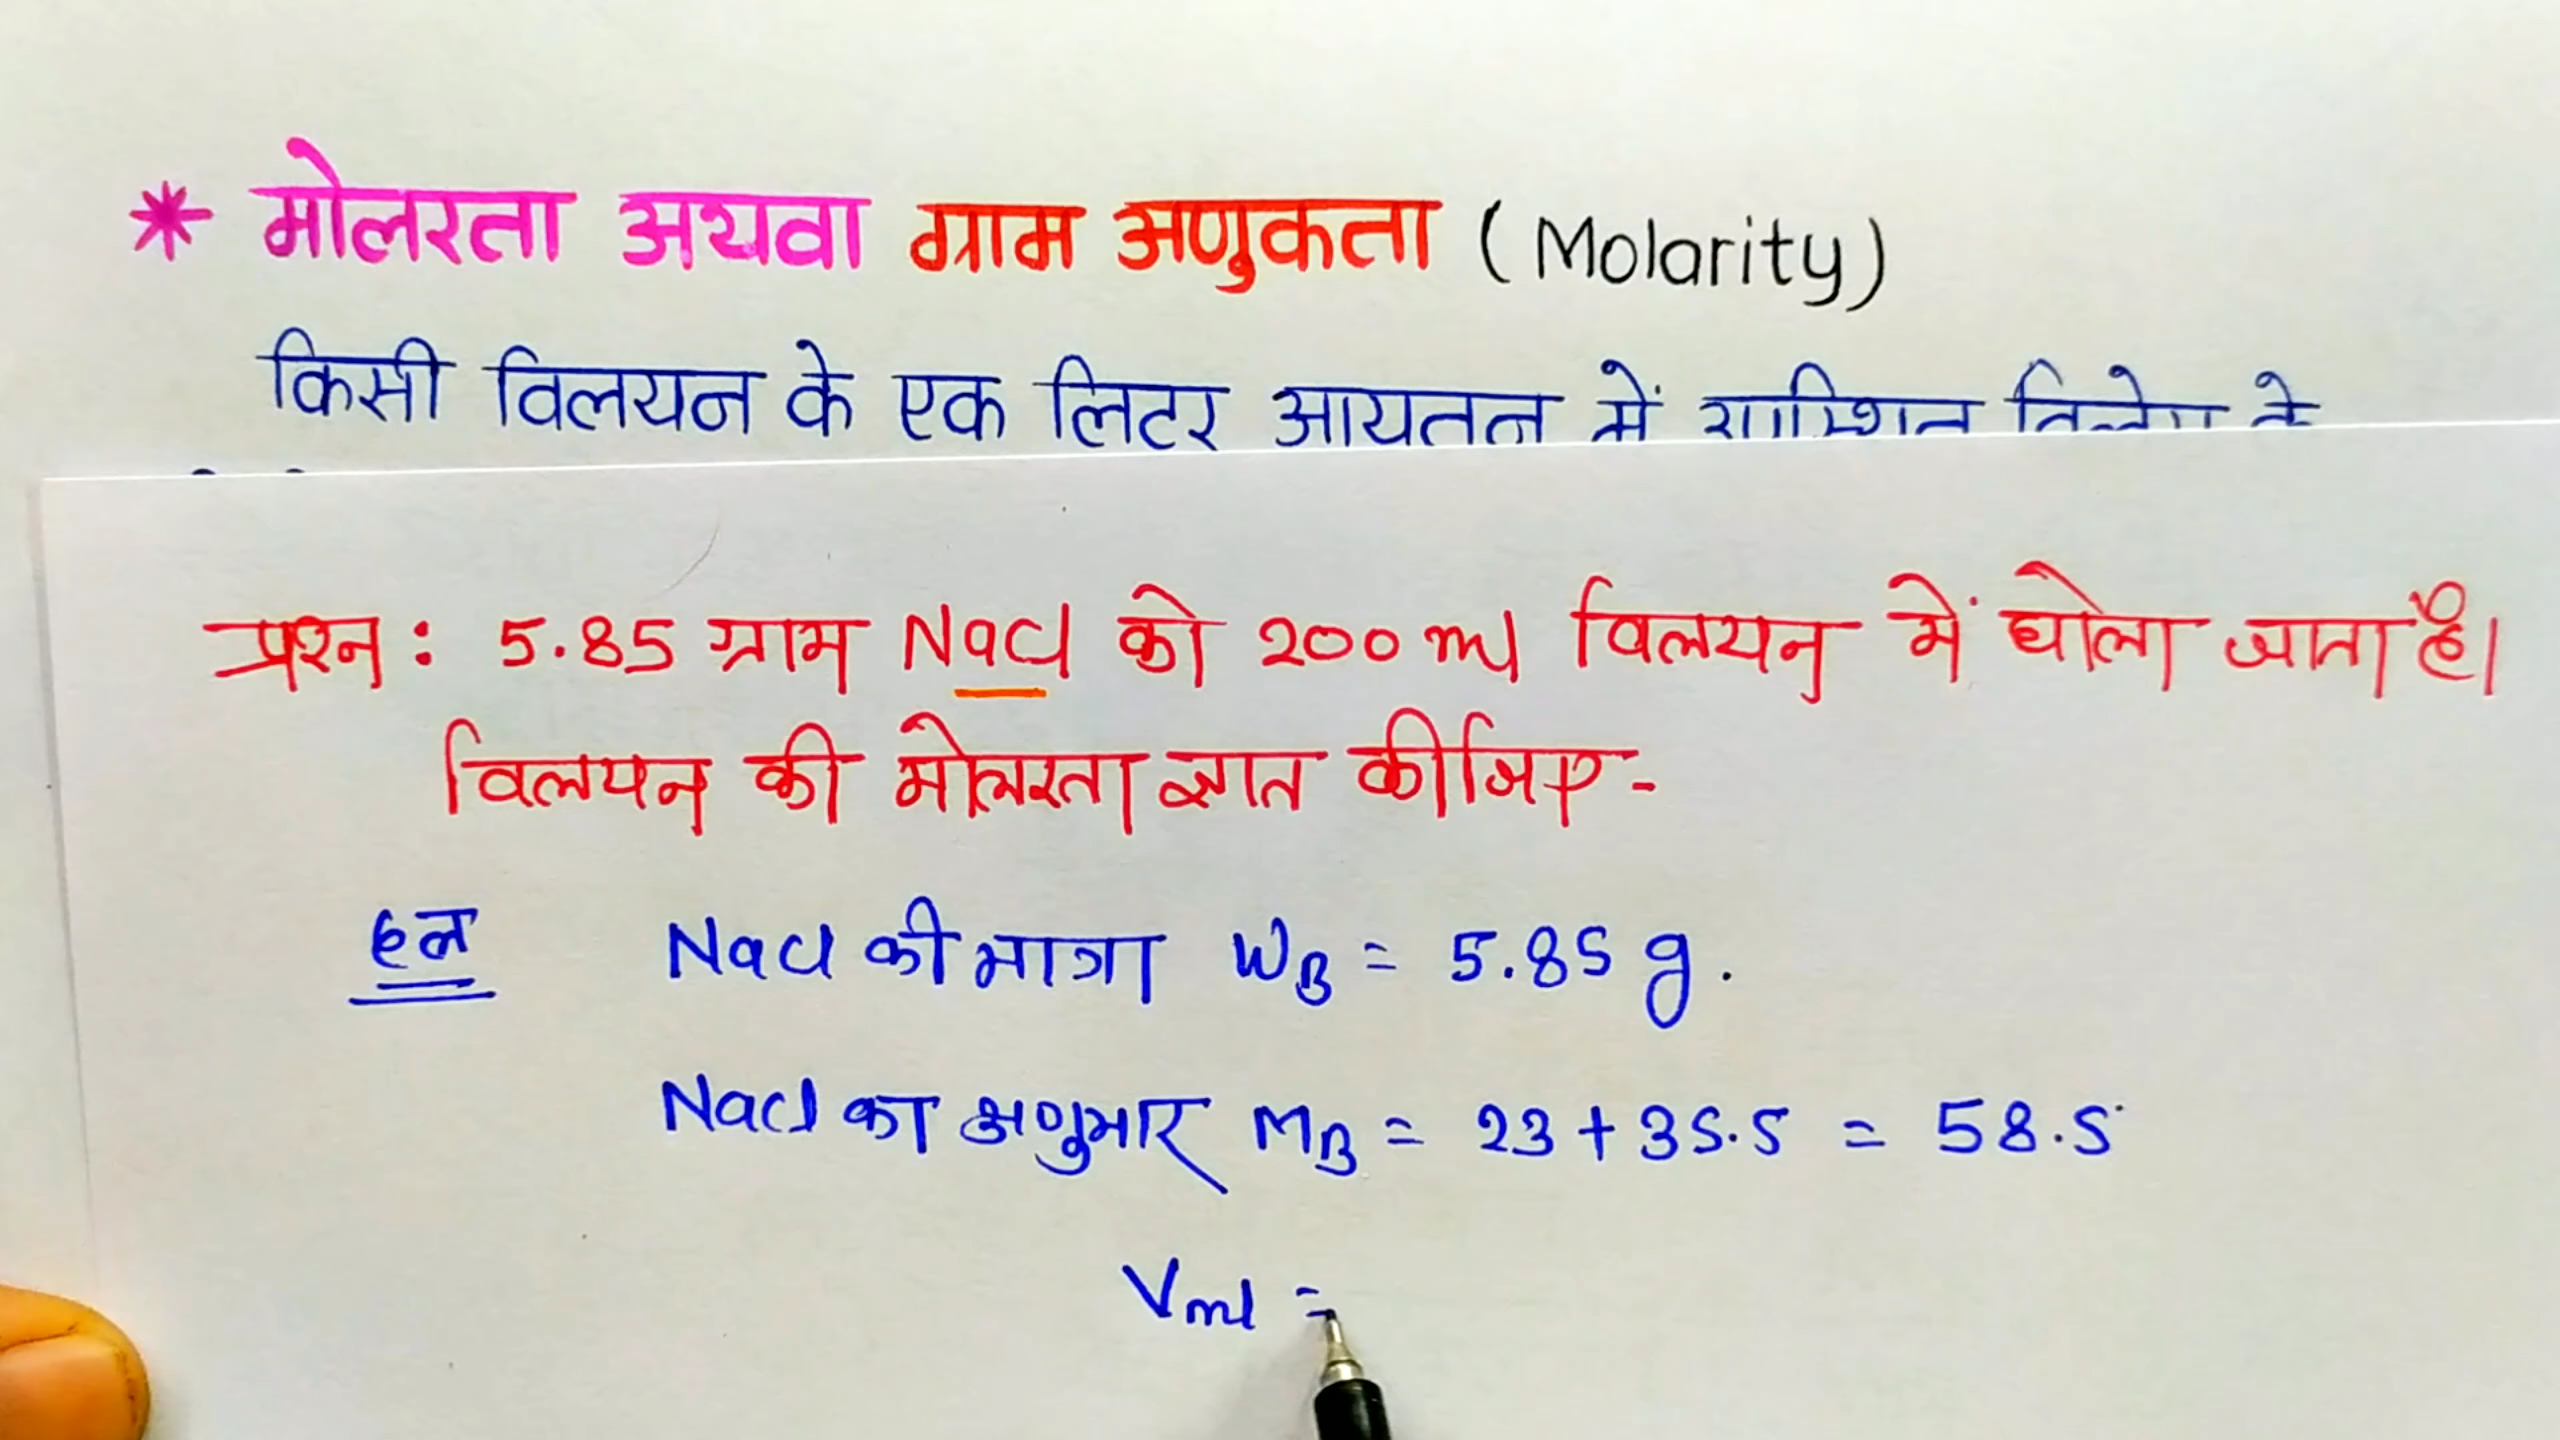 * मोलरता अथवा ग्राम अणुकता (Molarity)
किसी विलयन के एक लिटर आयतन में
प्रश्न : 5.85 ग्राम NaCl को 200 ml विलयन में घोला जाता है।
विलयन की मोलरता ज्ञात कीजिए -
हल NaCl की मात्रा WB = 5.85 g.
NaCl का अणुभार MB = 23 + 35.5 = 58.5
Vml =